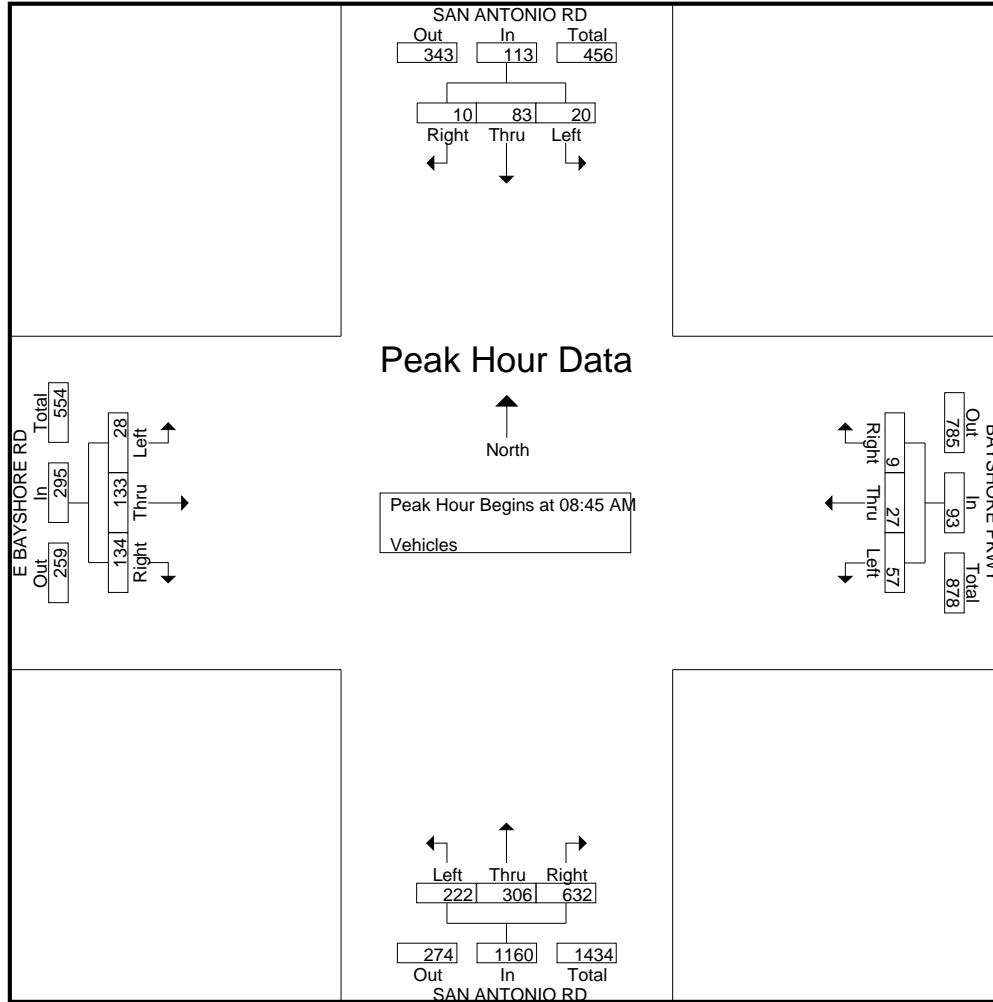 SAN ANTONIO RD
Out In Total
343 113 456
10 83 20
Right Thru Left
Peak Hour Data
North
Peak Hour Begins at 08:45 AM
Vehicles
E BAYSHORE RD
Out In Total
259 295 554
Right Thru Left
134 133 28
BAYSHORE PKWY
Out In Total
785 93 878
Right Thru Left
9 27 57
Left Thru Right
222 306 632
274 1160 1434
Out In Total
SAN ANTONIO RD